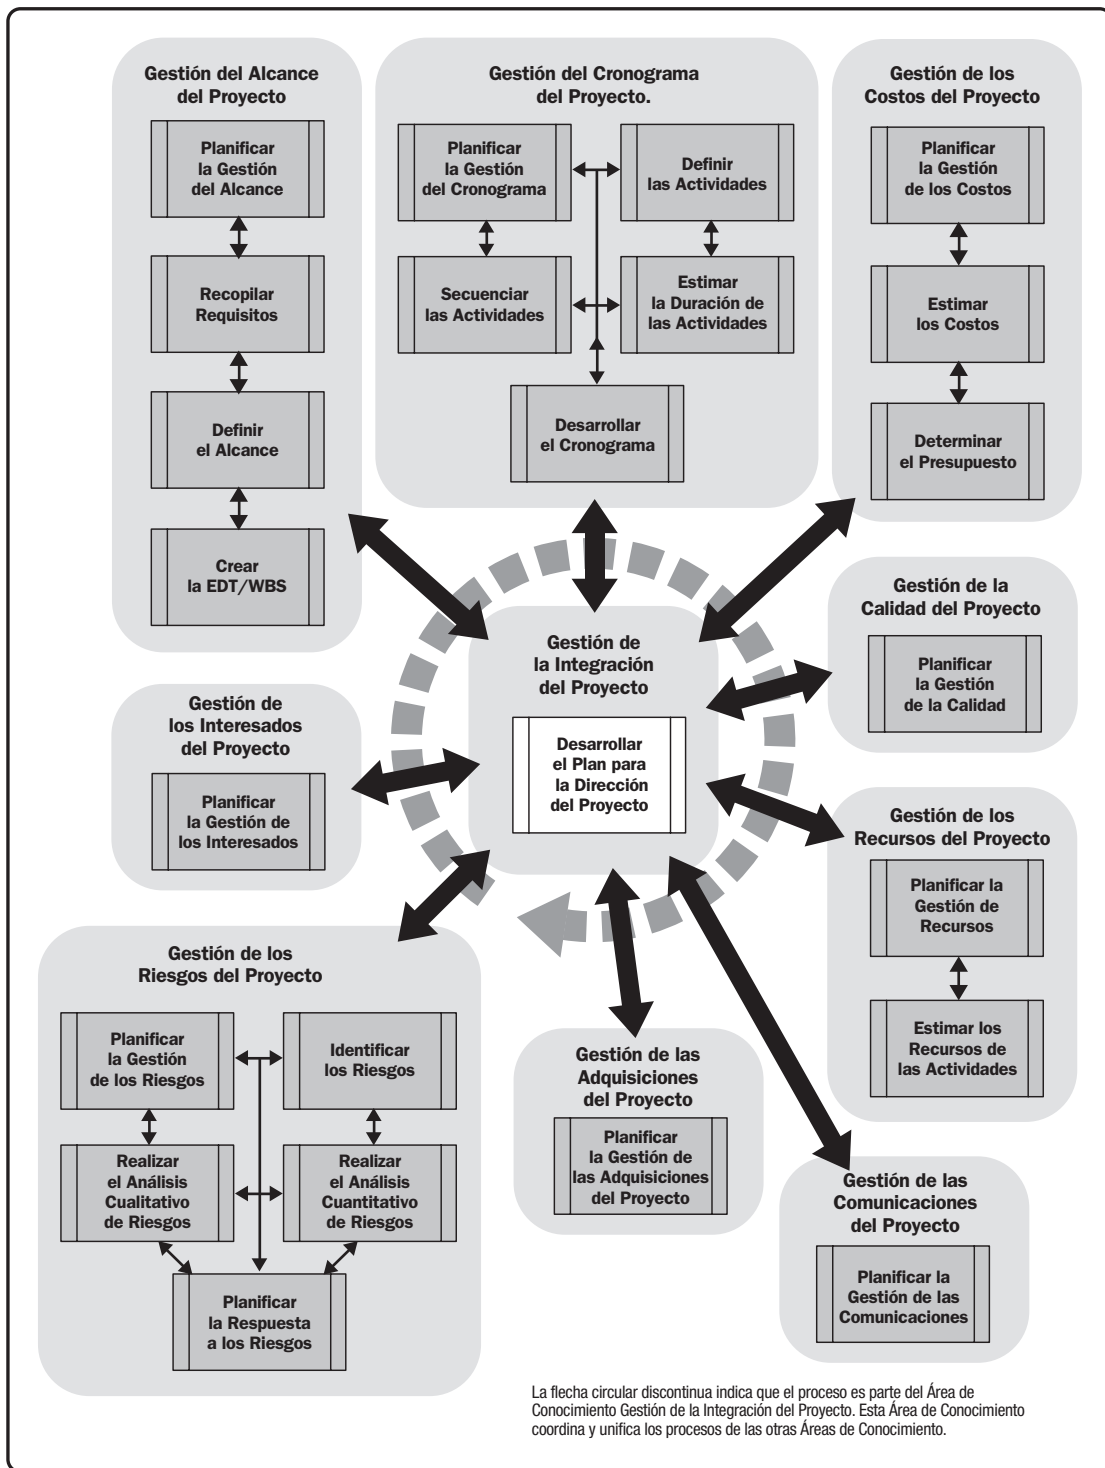 Gestión del Alcance
del Proyecto
Planificar
la Gestión
del Alcance
Recopilar
Requisitos
Definir
el Alcance
Crear
la EDT/WBS
Gestión del Cronograma
del Proyecto.
Planificar
la Gestión
del Cronograma
Definir
las Actividades
Secuenciar
las Actividades
Estimar
la Duración de
las Actividades
Desarrollar
el Cronograma
Gestión de los
Costos del Proyecto
Planificar
la Gestión
de los Costos
Estimar
los Costos
Determinar
el Presupuesto
Gestión de
la Integración
del Proyecto
Desarrollar
el Plan para
la Dirección
del Proyecto
Gestión de la
Calidad del Proyecto
Planificar
la Gestión
de la Calidad
Gestión de
los Interesados
del Proyecto
Planificar
la Gestión de
los Interesados
Gestión de los
Recursos del Proyecto
Planificar la
Gestión de
Recursos
Estimar los
Recursos de
las Actividades
Gestión de los
Riesgos del Proyecto
Planificar
la Gestión
de los Riesgos
Identificar
los Riesgos
Realizar
el Análisis
Cualitativo
de Riesgos
Realizar
el Análisis
Cuantitativo
de Riesgos
Planificar
la Respuesta
a los Riesgos
Gestión de las
Adquisiciones
del Proyecto
Planificar
la Gestión de
las Adquisiciones
del Proyecto
Gestión de las
Comunicaciones
del Proyecto
Planificar la
Gestión de las
Comunicaciones
La flecha circular discontinua indica que el proceso es parte del Área de
Conocimiento Gestión de la Integración del Proyecto. Esta Área de Conocimiento
coordina y unifica los procesos de las otras Áreas de Conocimiento.